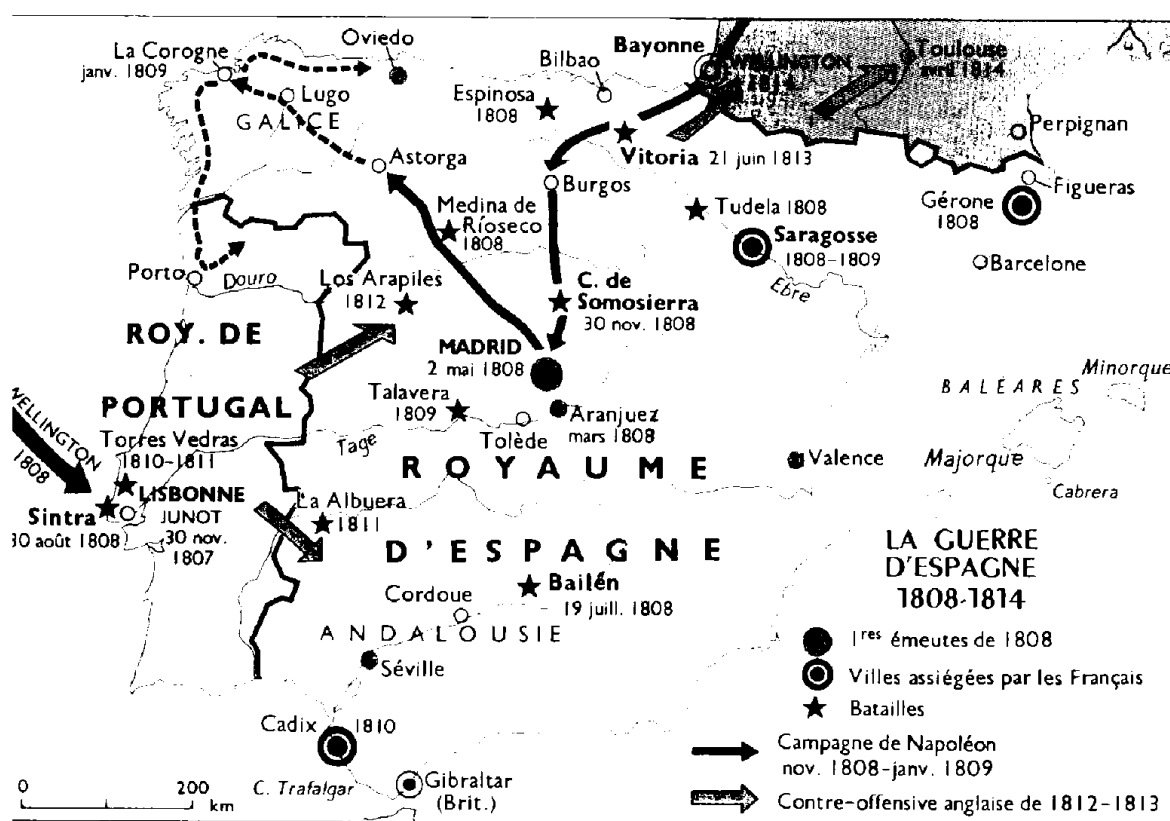 La Corogne
janv. 1809
Oviedo
Lugo
GALICE
Bilbao
Bayonne
WELLINGTON
1814
Toulouse
avril 1814
Espinosa
1808
Vitoria 21 juin 1813
Perpignan
Astorga
Burgos
Figueras
Gérone
1808
Medina de
Ríoseco
1808
Tudela 1808
Saragosse
1808-1809
Barcelone
Porto
Douro
Los Arapiles
1812
C. de
Somosierra
30 nov. 1808
Ebre
ROY. DE
PORTUGAL
MADRID
2 mai 1808
Talavera
1809
Aranjuez
mars 1808
Tolède
Tage
BALÉARES
Minorque
Majorque
Cabrera
Valence
WELLINGTON
1808
Torres Vedras
1810-1811
LISBONNE
JUNOT
30 nov.
1807
Sintra
30 août 1808
ROYAUME
D'ESPAGNE
La Albuera
1811
Bailén
19 juill. 1808
Cordoue
ANDALOUSIE
Séville
Cadix
1810
C. Trafalgar
Gibraltar
(Brit.)
0 200
km
LA GUERRE
D'ESPAGNE
1808-1814
1res émeutes de 1808
Villes assiégées par les Français
Batailles
Campagne de Napoléon
nov. 1808-janv. 1809
Contre-offensive anglaise de 1812-1813